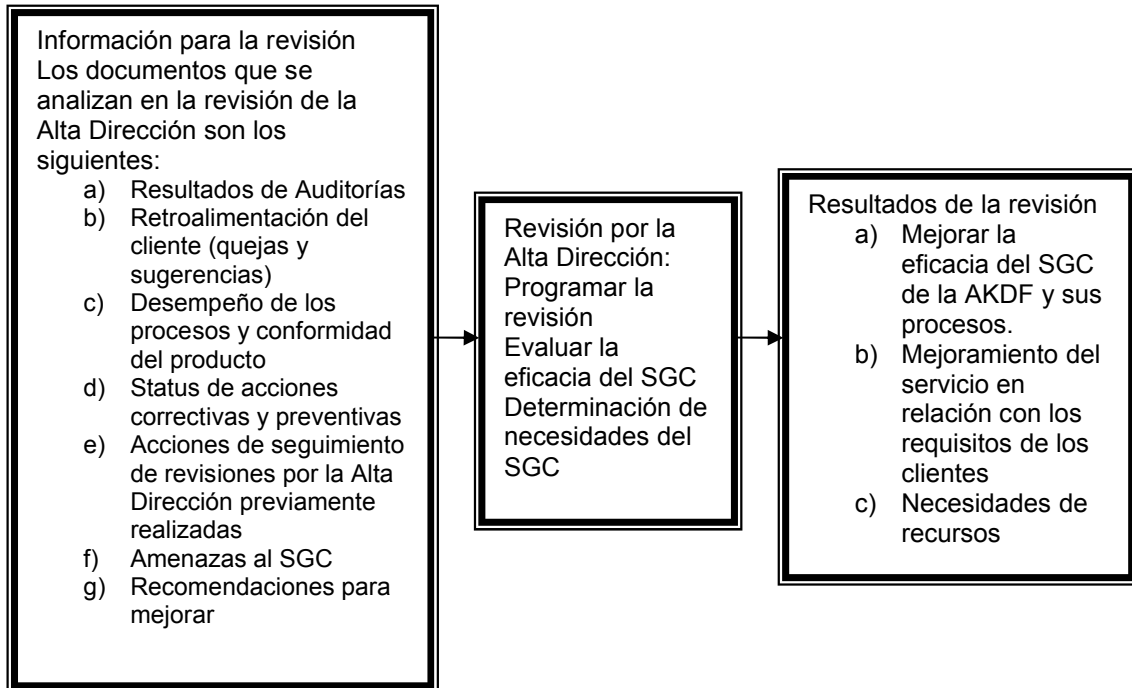 Información para la revisión
Los documentos que se
analizan en la revisión de la
Alta Dirección son los
siguientes:
a) Resultados de Auditorías
b) Retroalimentación del
cliente (quejas y
sugerencias)
c) Desempeño de los
procesos y conformidad
del producto
d) Status de acciones
correctivas y preventivas
e) Acciones de seguimiento
de revisiones por la Alta
Dirección previamente
realizadas
f) Amenazas al SGC
g) Recomendaciones para
mejorar
Revisión por la
Alta Dirección:
Programar la
revisión
Evaluar la
eficacia del SGC
Determinación de
necesidades del
SGC
Resultados de la revisión
a) Mejorar la
eficacia del SGC
de la AKDF y sus
procesos.
b) Mejoramiento del
servicio en
relación con los
requisitos de los
clientes
c) Necesidades de
recursos